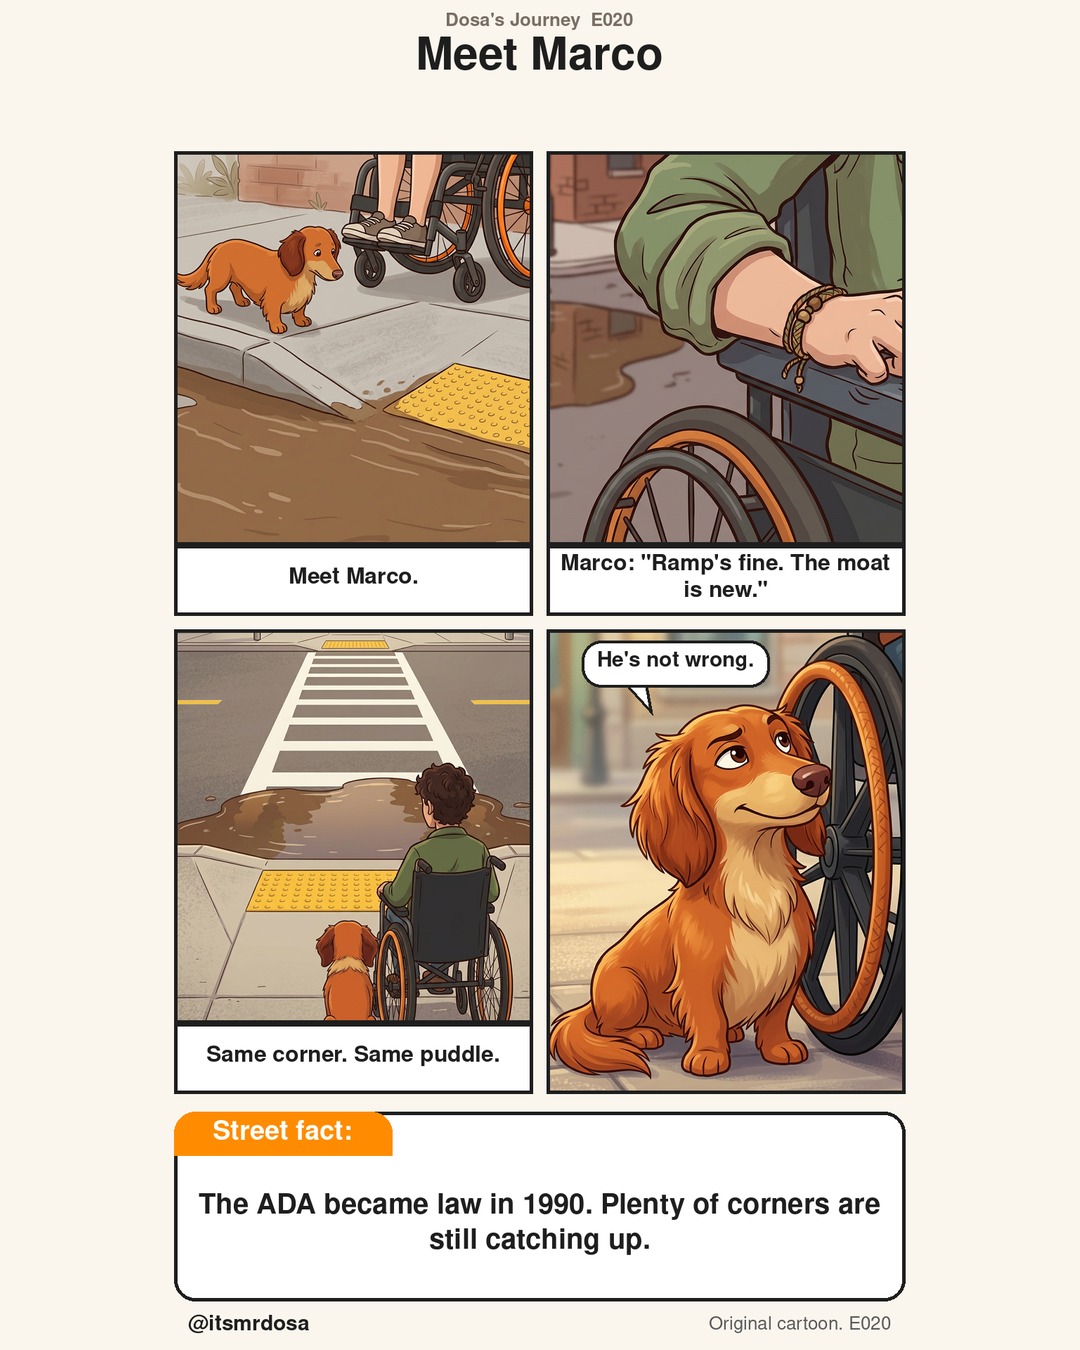 Dosa's Journey E020
Meet Marco
Meet Marco.
Marco: "Ramp's fine. The moat
is new."
Same corner. Same puddle.
He's not wrong.
Street fact:
The ADA became law in 1990. Plenty of corners are
still catching up.
@itsmrdosa
Original cartoon. E020